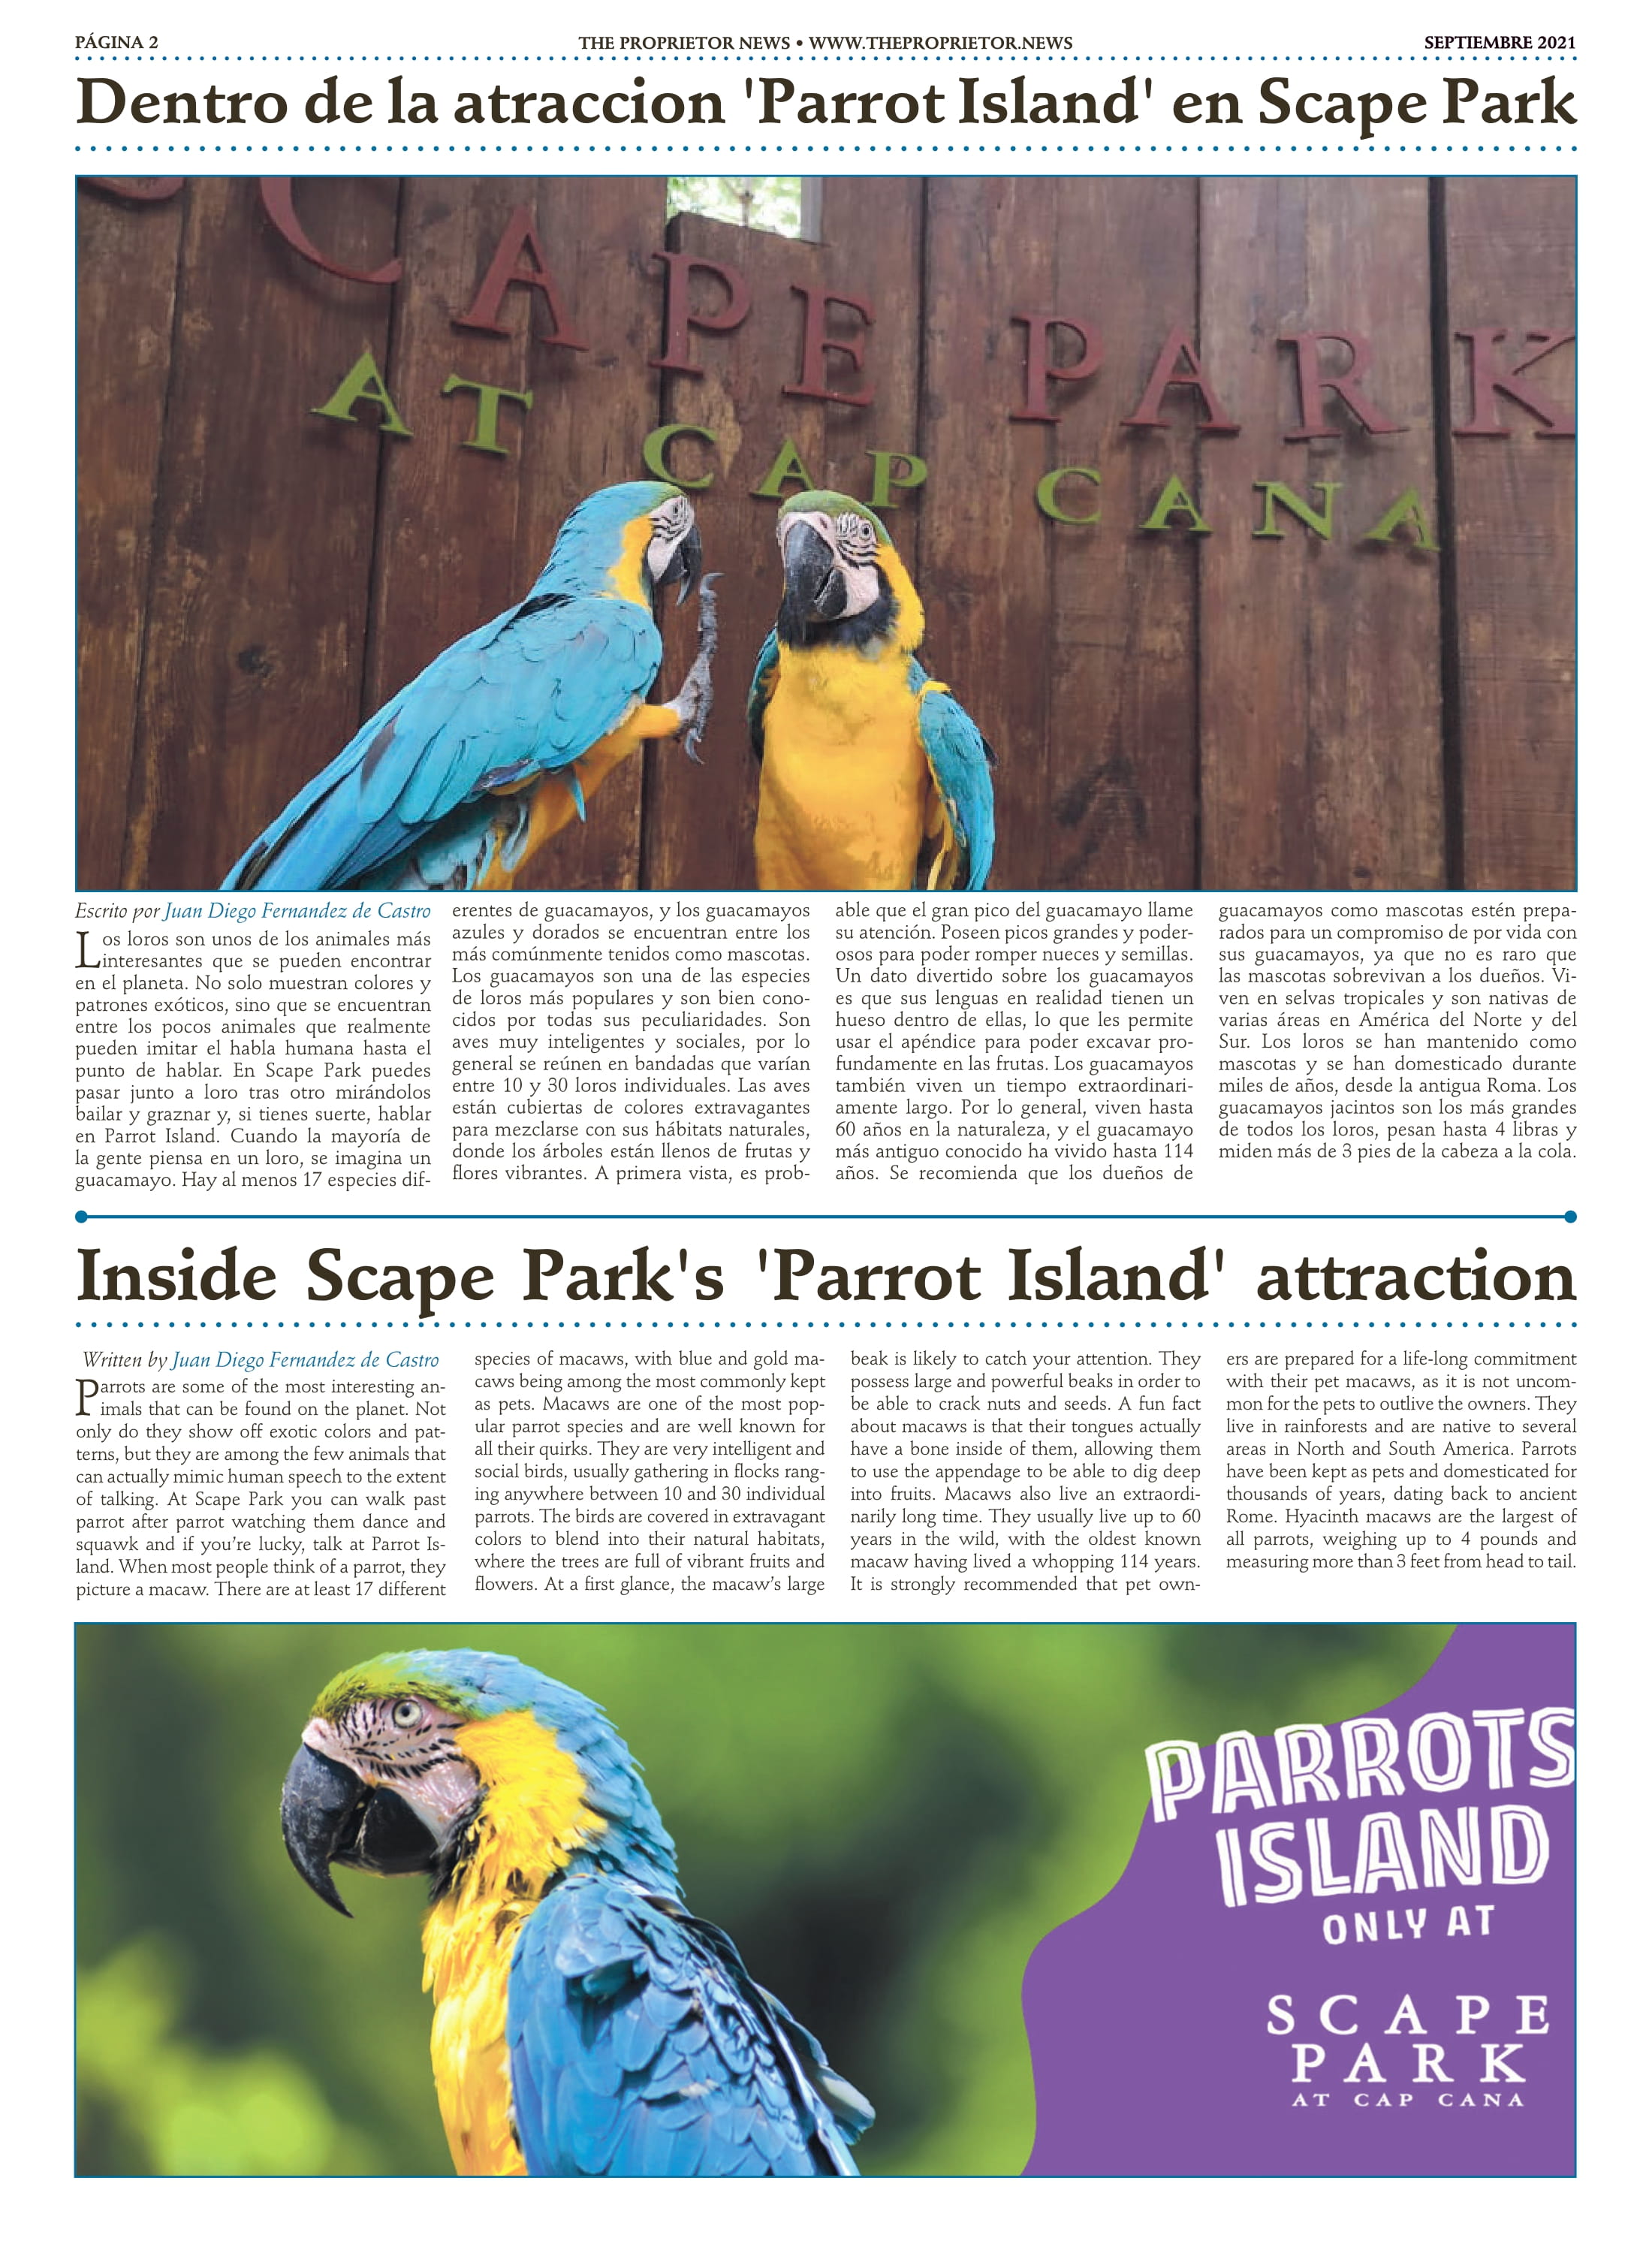 PÁGINA 2
THE PROPRIETOR NEWS • WWW.THEPROPRIETOR.NEWS
SEPTIEMBRE 2021
Dentro de la atraccion 'Parrot Island' en Scape Park
SCAPE PARK
AT CAP CANA
Escrito por Juan Diego Fernandez de Castro
Los loros son unos de los animales más
interesantes que se pueden encontrar
en el planeta. No solo muestran colores y
patrones exóticos, sino que se encuentran
entre los pocos animales que realmente
pueden imitar el habla humana hasta el
punto de hablar. En Scape Park puedes
pasar junto a loro tras otro mirándolos
bailar y graznar y, si tienes suerte, hablar
en Parrot Island. Cuando la mayoría de
la gente piensa en un loro, se imagina un
guacamayo. Hay al menos 17 especies dif-
erentes de guacamayos, y los guacamayos
azules y dorados se encuentran entre los
más comúnmente tenidos como mascotas.
Los guacamayos son una de las especies
de loros más populares y son bien cono-
cidos por todas sus peculiaridades. Son
aves muy inteligentes y sociales, por lo
general se reúnen en bandadas que varían
entre 10 y 30 loros individuales. Las aves
están cubiertas de colores extravagantes
para mezclarse con sus hábitats naturales,
donde los árboles están llenos de frutas y
flores vibrantes. A primera vista, es prob-
able que el gran pico del guacamayo llame
su atención. Poseen picos grandes y poder-
osos para poder romper nueces y semillas.
Un dato divertido sobre los guacamayos
es que sus lenguas en realidad tienen un
hueso dentro de ellas, lo que les permite
usar el apéndice para poder excavar pro-
fundamente en las frutas. Los guacamayos
también viven un tiempo extraordinari-
amente largo. Por lo general, viven hasta
60 años en la naturaleza, y el guacamayo
más antiguo conocido ha vivido hasta 114
años. Se recomienda que los dueños de
guacamayos como mascotas estén prepa-
rados para un compromiso de por vida con
sus guacamayos, ya que no es raro que
las mascotas sobrevivan a los dueños. Vi-
ven en selvas tropicales y son nativas de
varias áreas en América del Norte y del
Sur. Los loros se han mantenido como
mascotas y se han domesticado durante
miles de años, desde la antigua Roma. Los
guacamayos jacintos son los más grandes
de todos los loros, pesan hasta 4 libras y
miden más de 3 pies de la cabeza a la cola.
Inside Scape Park's 'Parrot Island' attraction
Written by Juan Diego Fernandez de Castro
Parrots are some of the most interesting an-
imals that can be found on the planet. Not
only do they show off exotic colors and pat-
terns, but they are among the few animals that
can actually mimic human speech to the extent
of talking. At Scape Park you can walk past
parrot after parrot watching them dance and
squawk and if you're lucky, talk at Parrot Is-
land. When most people think of a parrot, they
picture a macaw. There are at least 17 different
species of macaws, with blue and gold ma-
caws being among the most commonly kept
as pets. Macaws are one of the most pop-
ular parrot species and are well known for
all their quirks. They are very intelligent and
social birds, usually gathering in flocks rang-
ing anywhere between 10 and 30 individual
parrots. The birds are covered in extravagant
colors to blend into their natural habitats,
where the trees are full of vibrant fruits and
flowers. At a first glance, the macaw's large
beak is likely to catch your attention. They
possess large and powerful beaks in order to
be able to crack nuts and seeds. A fun fact
about macaws is that their tongues actually
have a bone inside of them, allowing them
to use the appendage to be able to dig deep
into fruits. Macaws also live an extraordi-
narily long time. They usually live up to 60
years in the wild, with the oldest known
macaw having lived a whopping 114 years.
It is strongly recommended that pet own-
ers are prepared for a life-long commitment
with their pet macaws, as it is not uncom-
mon for the pets to outlive the owners. They
live in rainforests and are native to several
areas in North and South America. Parrots
have been kept as pets and domesticated for
thousands of years, dating back to ancient
Rome. Hyacinth macaws are the largest of
all parrots, weighing up to 4 pounds and
measuring more than 3 feet from head to tail.
PARROTS
ISLAND
ONLY AT
SCAPE
PARK
AT CAP CANA